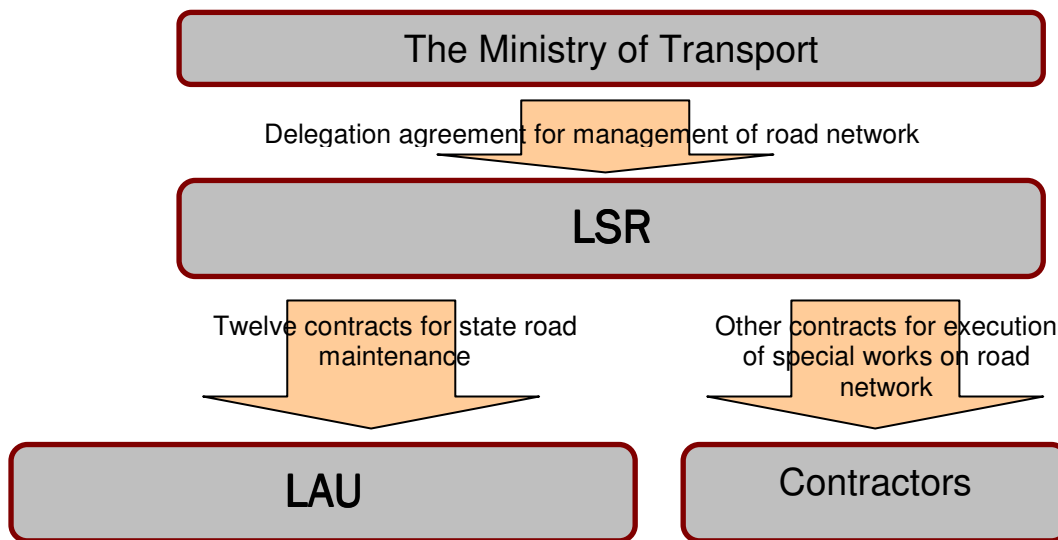 The Ministry of Transport
Delegation agreement for management of road network
LSR
Twelve contracts for state road
maintenance
Other contracts for execution
of special works on road
network
LAU
Contractors